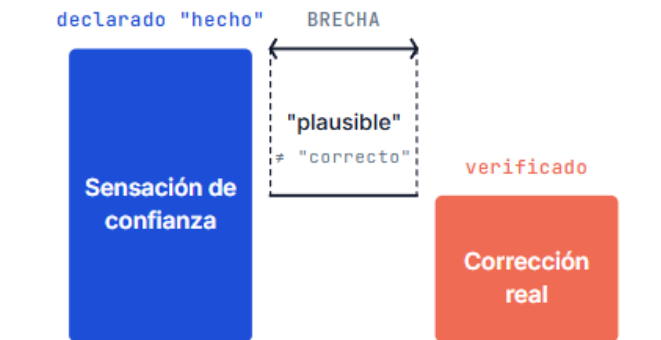 declarado "hecho"
BRECHA
"plausible"
≠ "correcto"
verificado
Sensación de
confianza
Corrección
real